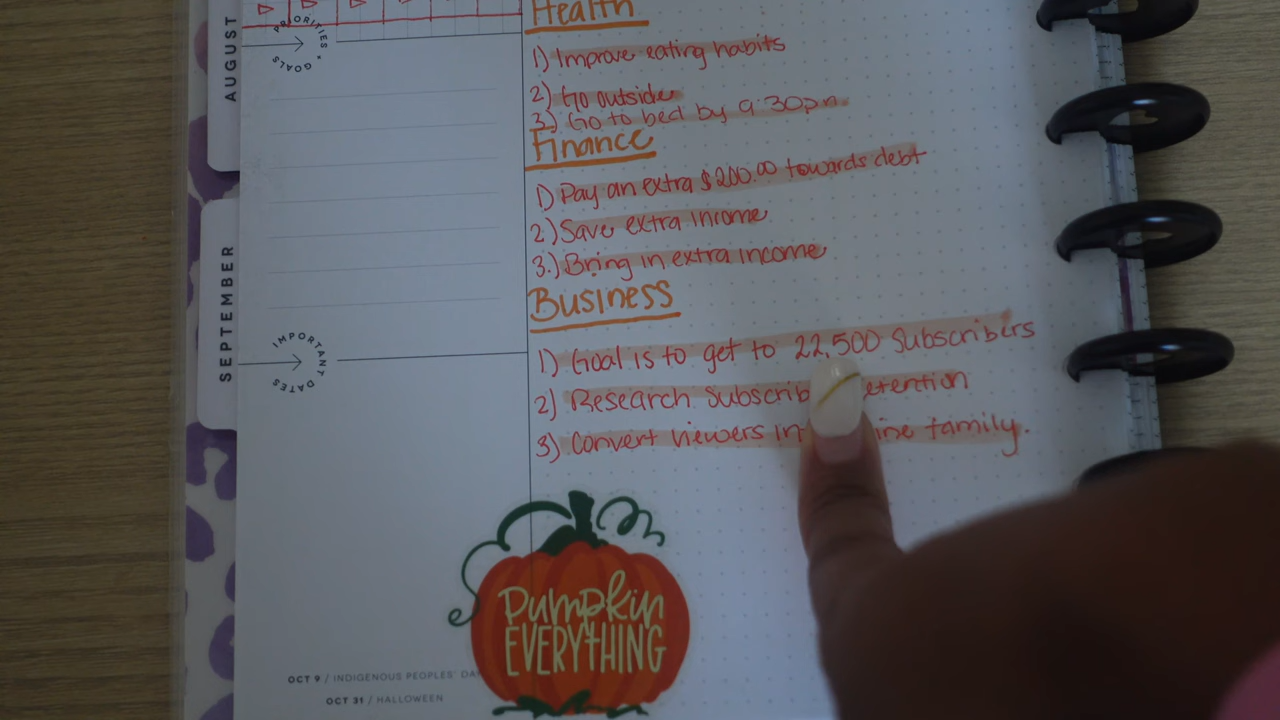 AUGUST
PRIORITIES + GOALS
SEPTEMBER
IMPORTANT DATES
OCT 9 / INDIGENOUS PEOPLES' DA
OCT 31 / HALLOWEEN
Health
1) Improve eating habits
2) Go outside
3) Go to bed by 9:30pm
Finance
1) Pay an extra $200.00 towards debt
2) Save extra income
3.) Bring in extra income
Business
1) Goal is to get to 22,500 Subscribers
2) Research Subscrib etention
3) Convert viewers in family.
Pumpkin
EVERYTHING